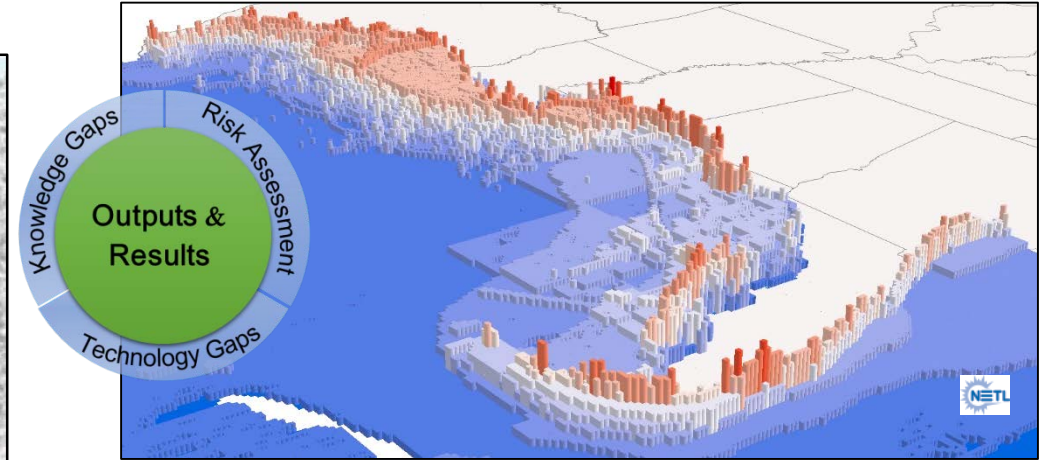 Knowledge Gaps
Risk Assessment
Outputs &
Results
Technology Gaps
NETL